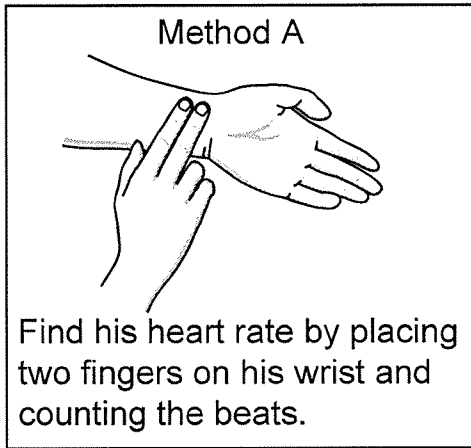 Method A
Find his heart rate by placing
two fingers on his wrist and
counting the beats.